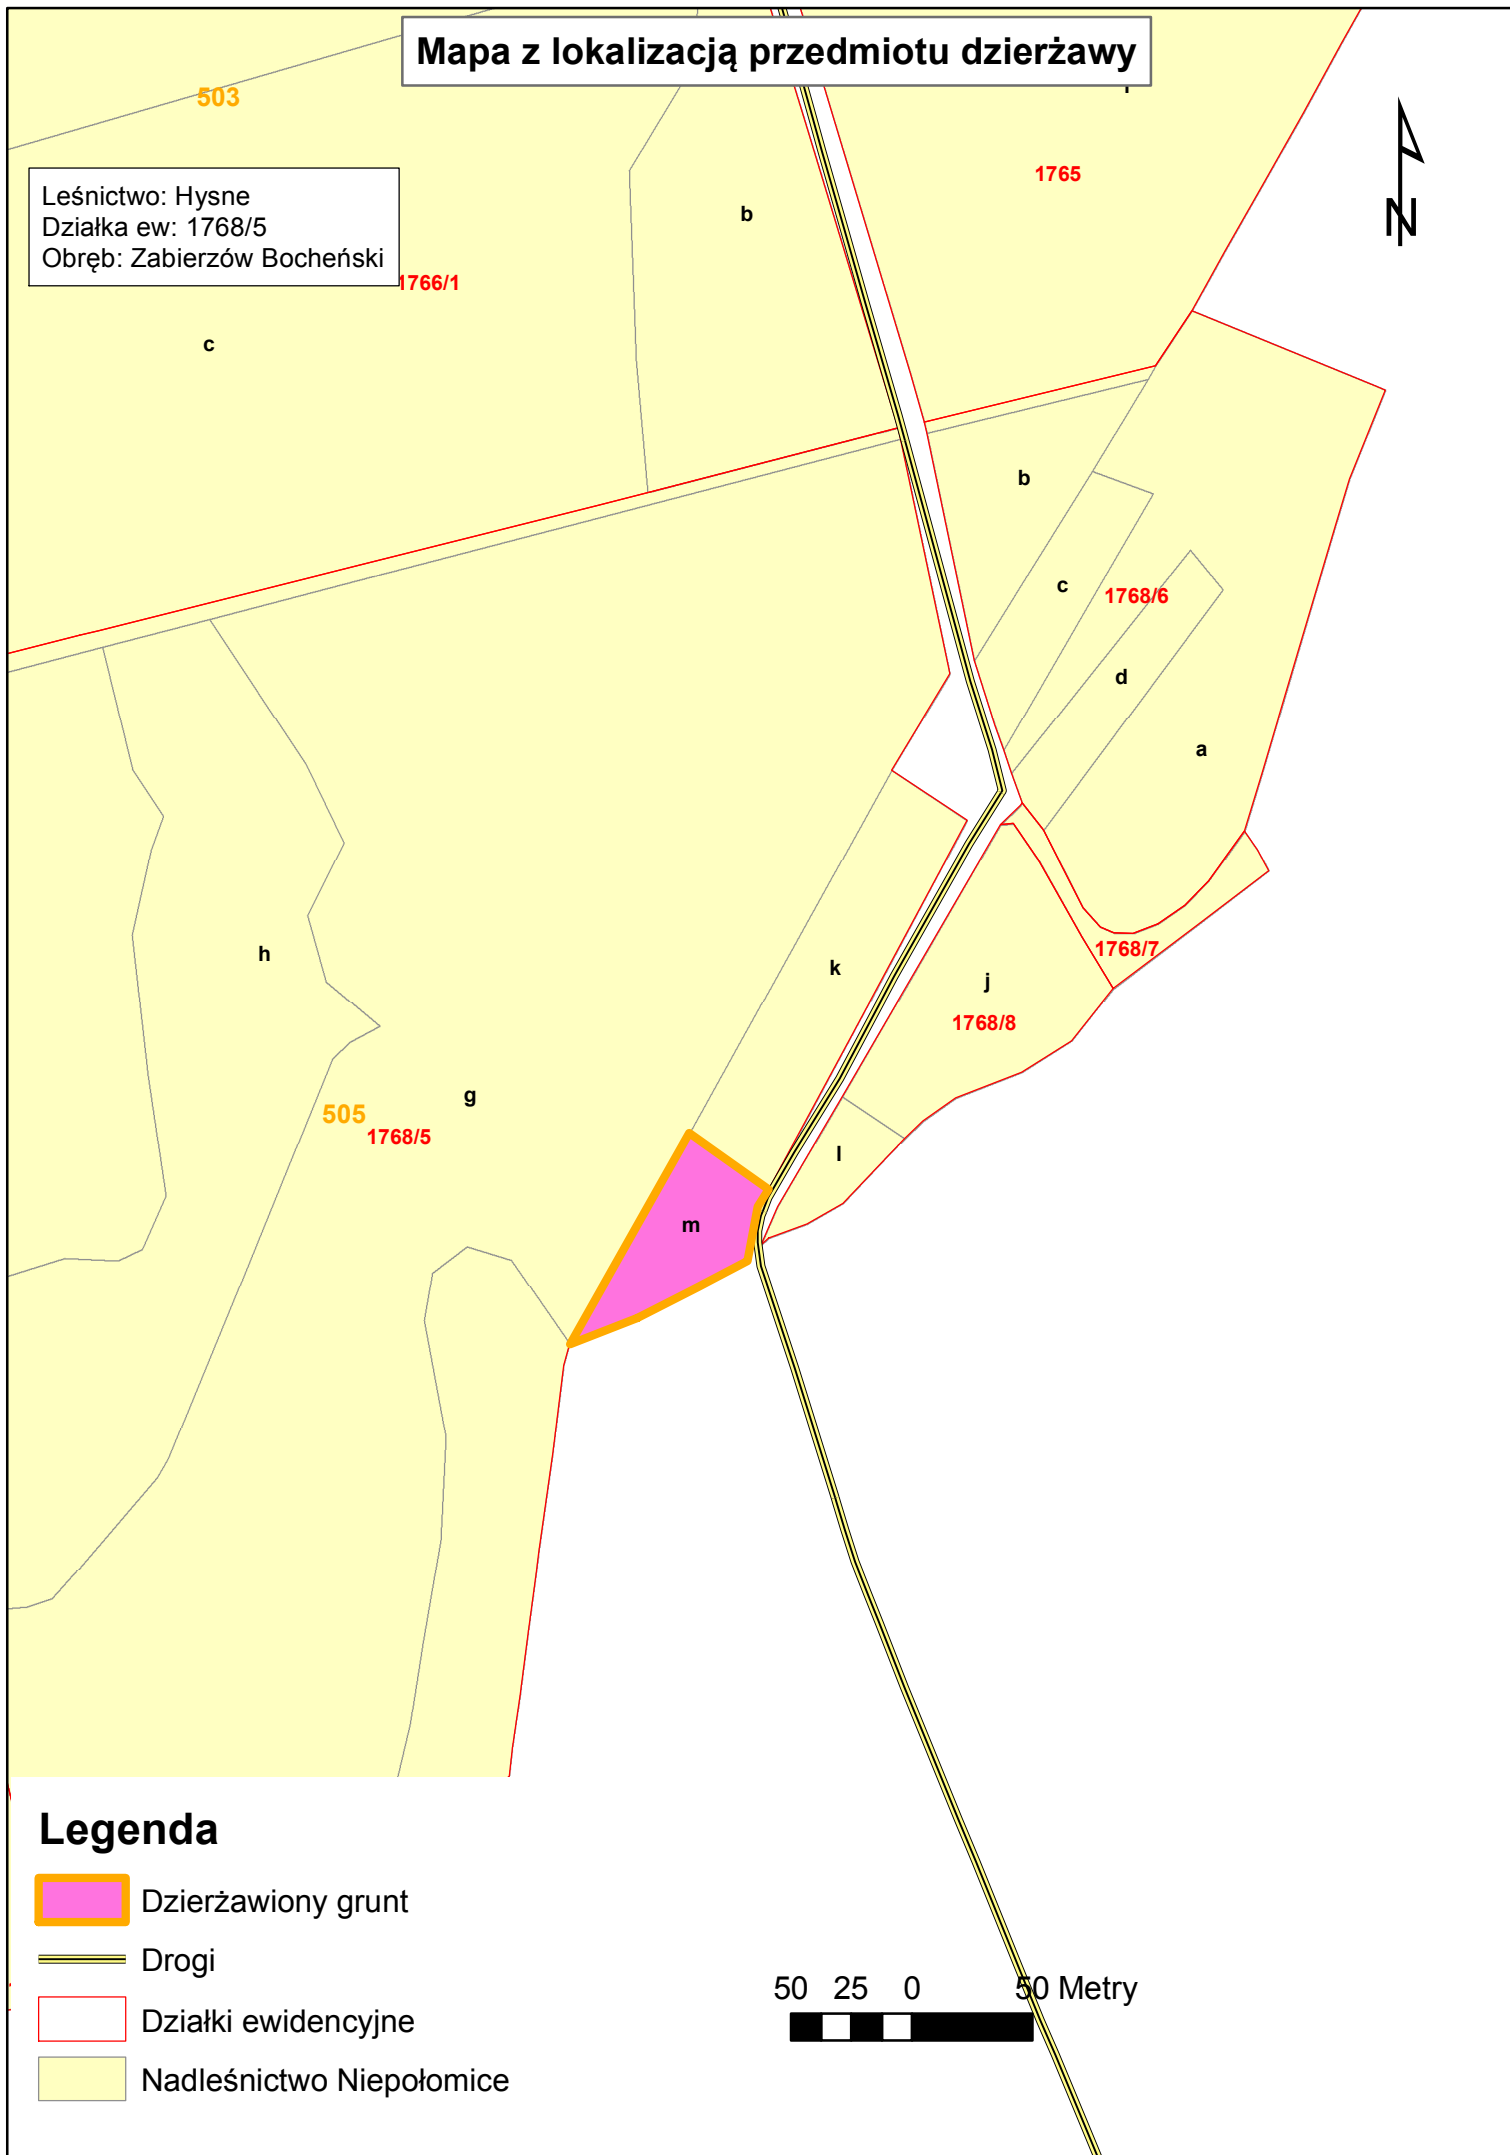 Mapa z lokalizacją przedmiotu dzierżawy
503
1765
Leśnictwo: Hysne
Działka ew: 1768/5
Obręb: Zabierzów Bocheński
b
N
1766/1
c
b
c
1768/6
d
a
h
k
1768/7
j
1768/8
g
505
1768/5
l
m
Legenda
Dzierżawiony grunt
Drogi
Działki ewidencyjne
Nadleśnictwo Niepołomice
50 25 0 50 Metry